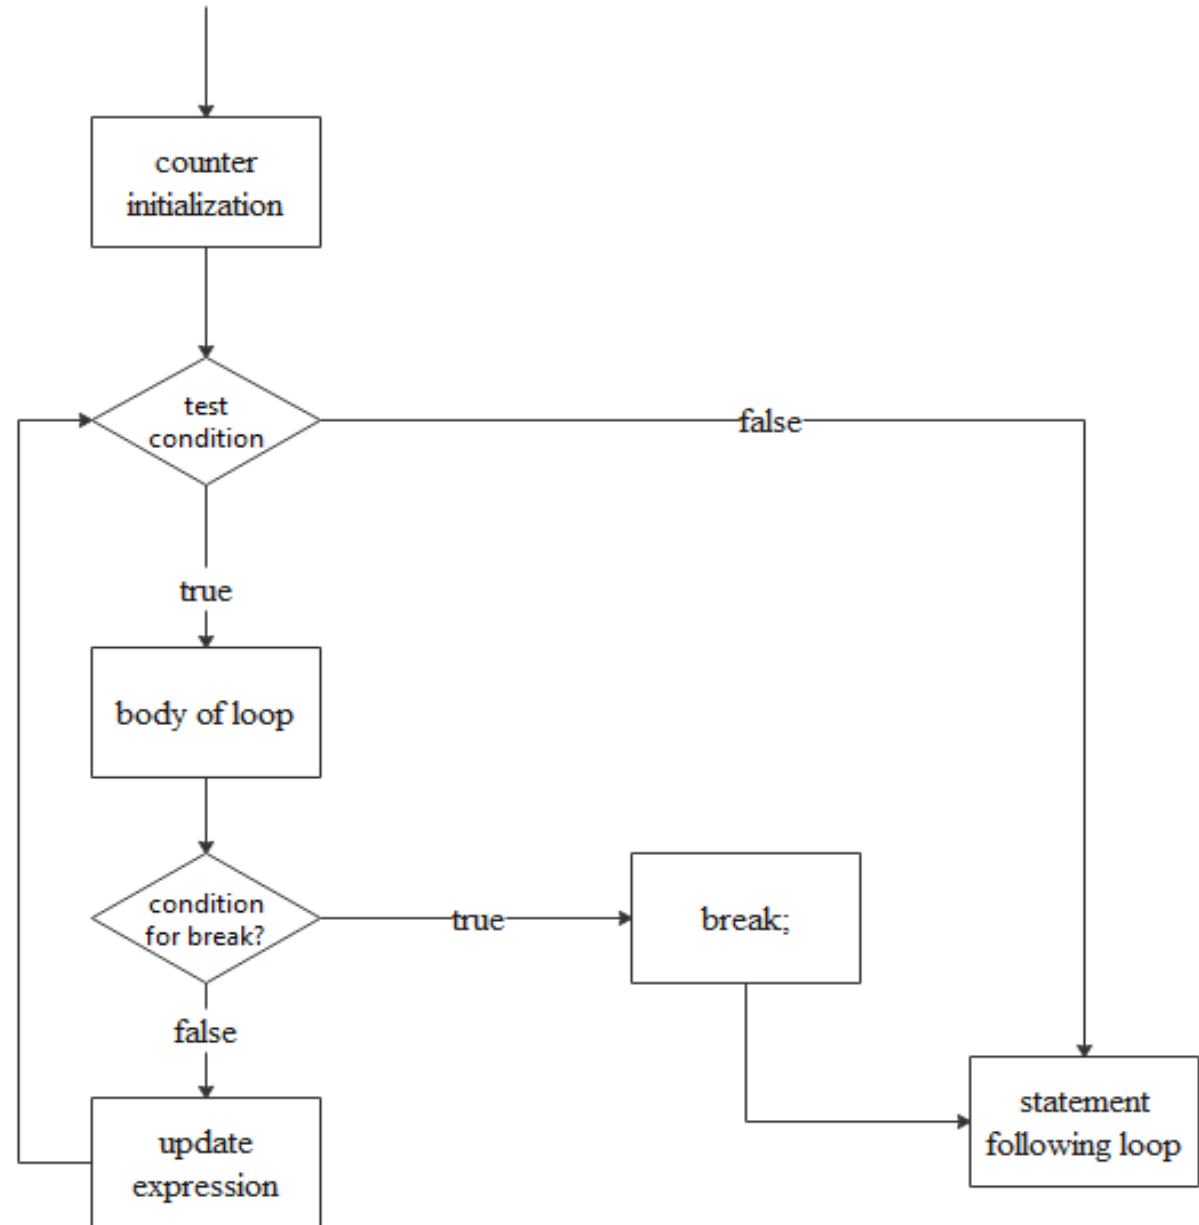 counter
initialization
test
condition
false
true
body of loop
condition
for break?
true
break;
false
statement
following loop
update
expression